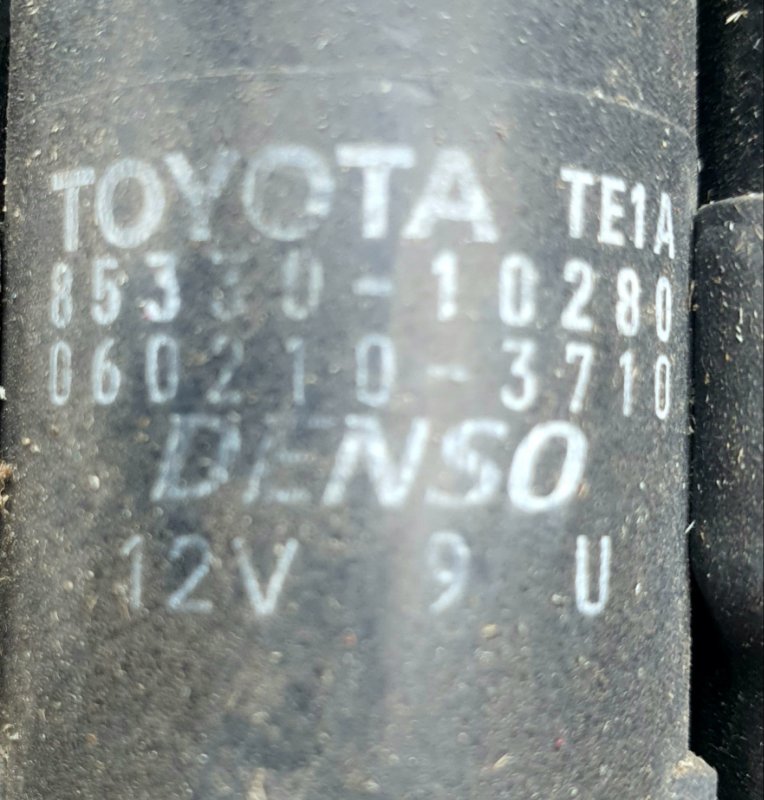 TOYOTA TE1A
85330-10280
060210-3710
DENSO
12V 9 U